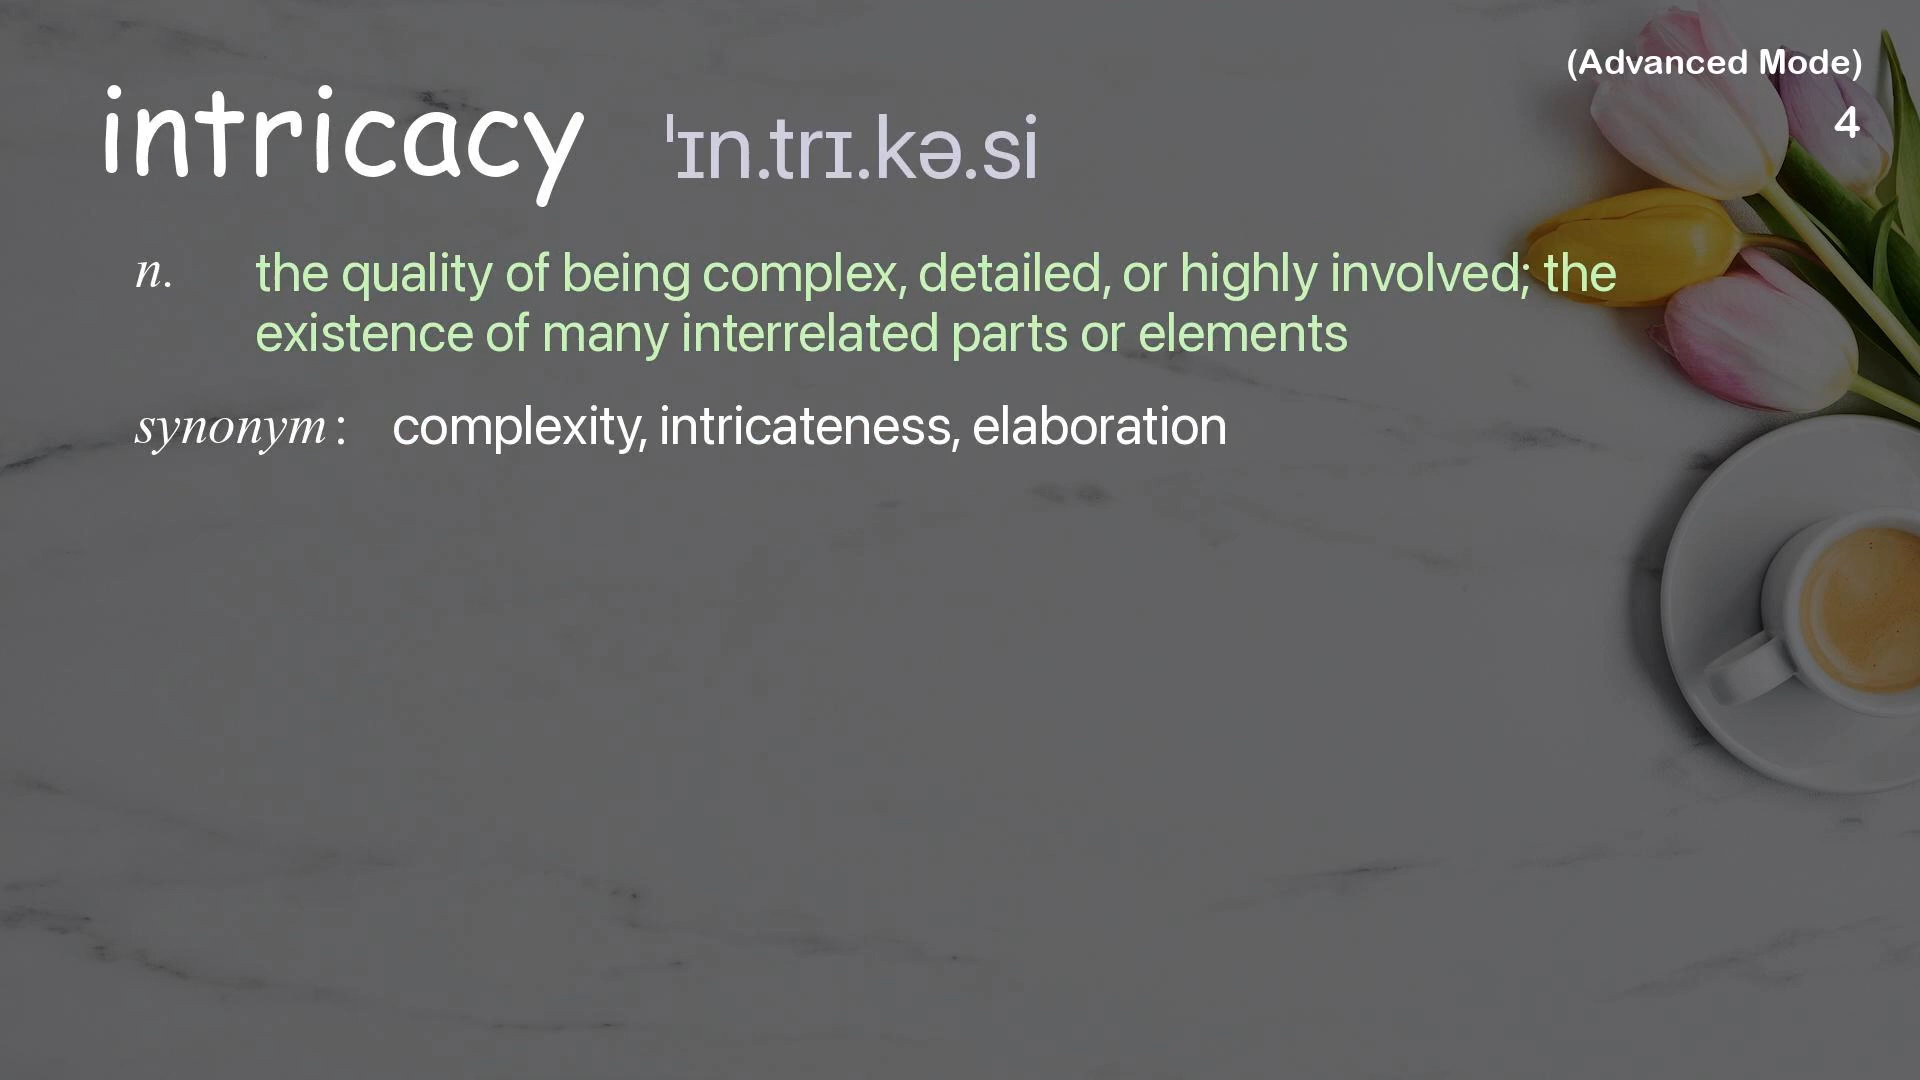 (Advanced Mode)
4
intricacy ˈɪn.trɪ.kə.si
n. the quality of being complex, detailed, or highly involved; the
existence of many interrelated parts or elements
synonym : complexity, intricateness, elaboration